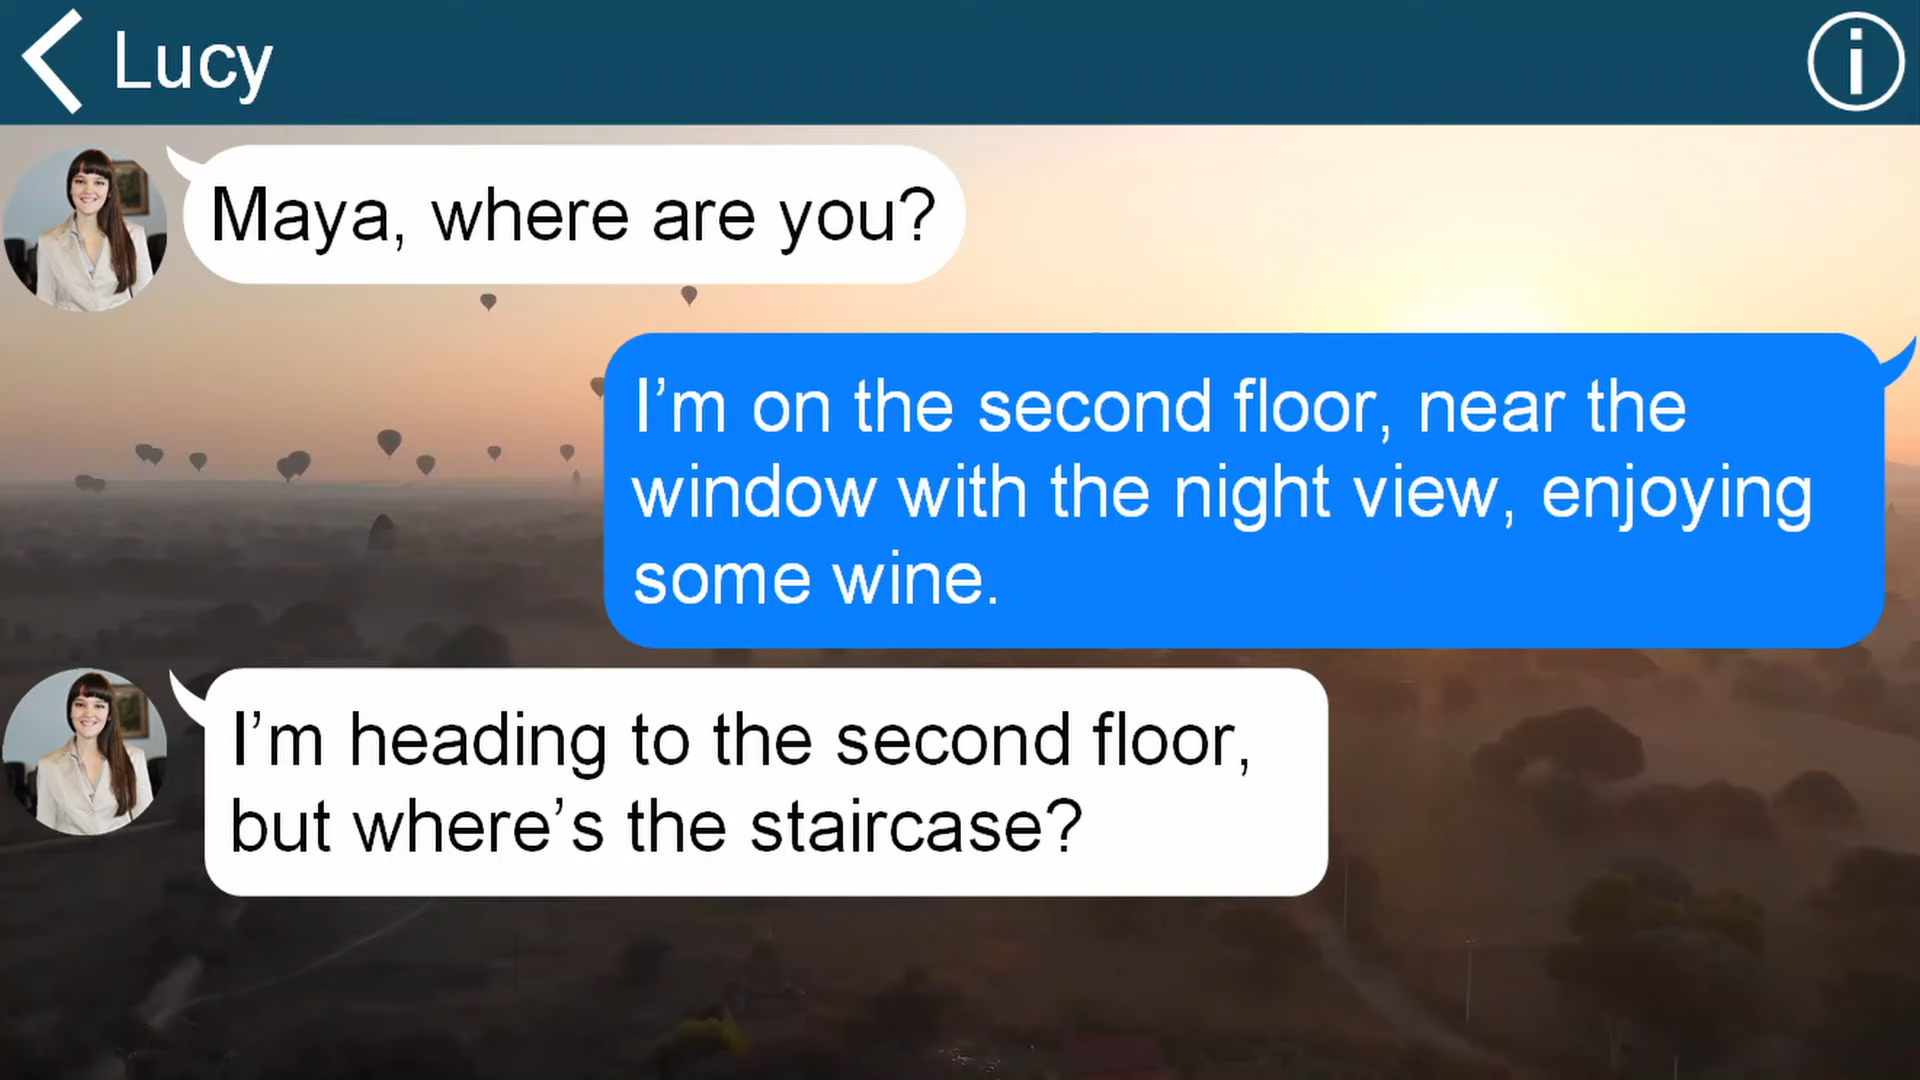 Lucy
Maya, where are you?
I’m on the second floor, near the
window with the night view, enjoying
some wine.
I’m heading to the second floor,
but where’s the staircase?